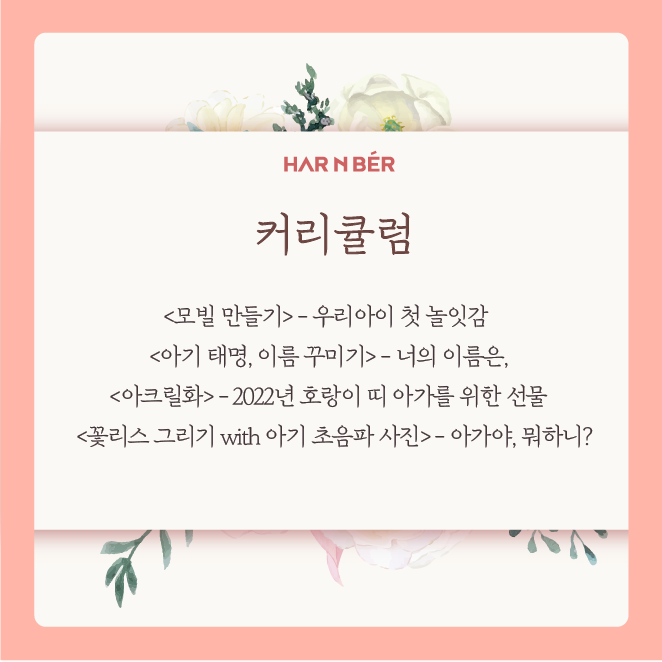 HAR N BÉR
커리큘럼
<모빌 만들기> - 우리아이 첫 놀잇감
<아기 태명, 이름 꾸미기> - 너의 이름은,
<아크릴화> - 2022년 호랑이 띠 아가를 위한 선물
<꽃리스 그리기 with 아기 초음파 사진> - 아가야, 뭐하니?